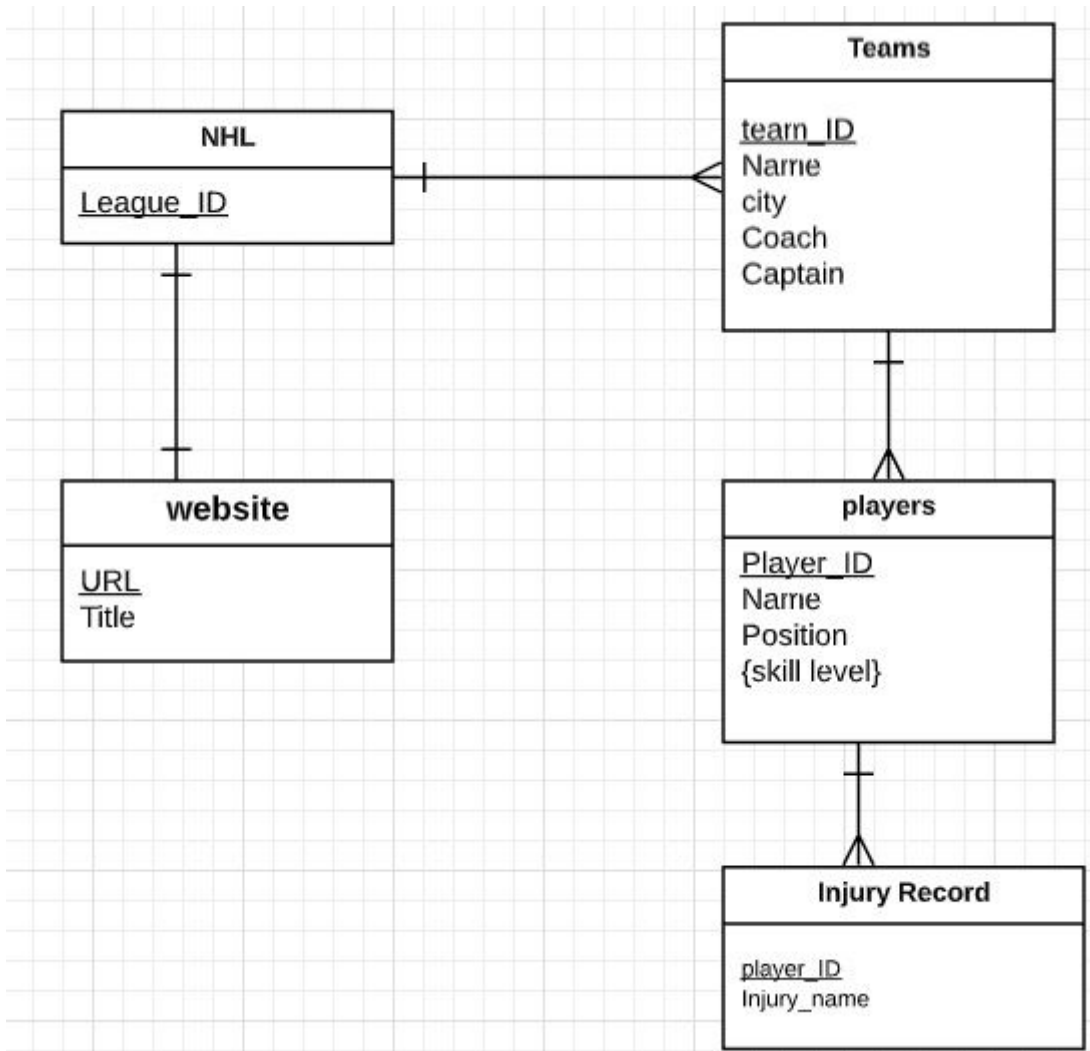 NHL
League_ID
Teams
team_ID
Name
city
Coach
Captain
website
URL
Title
players
Player_ID
Name
Position
{skill level}
Injury Record
player_ID
Injury_name